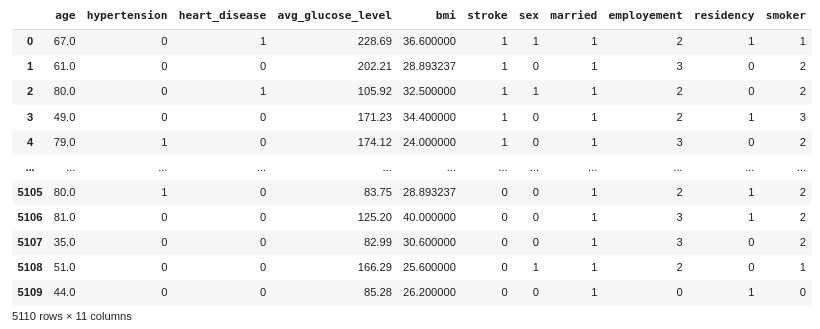 age hypertension heart_disease avg_glucose_level bmi stroke sex married employement residency smoker
0 67.0 0 1 228.69 36.600000 1 1 1 2 1 1
1 61.0 0 0 202.21 28.893237 1 0 1 3 0 2
2 80.0 0 1 105.92 32.500000 1 1 1 2 0 2
3 49.0 0 0 171.23 34.400000 1 0 1 2 1 3
4 79.0 1 0 174.12 24.000000 1 0 1 3 0 2
... ... ... ... ... ... ... ... ... ... ... ...
5105 80.0 1 0 83.75 28.893237 0 0 1 2 1 2
5106 81.0 0 0 125.20 40.000000 0 0 1 3 1 2
5107 35.0 0 0 82.99 30.600000 0 0 1 3 0 2
5108 51.0 0 0 166.29 25.600000 0 1 1 2 0 1
5109 44.0 0 0 85.28 26.200000 0 0 1 0 1 0
5110 rows × 11 columns